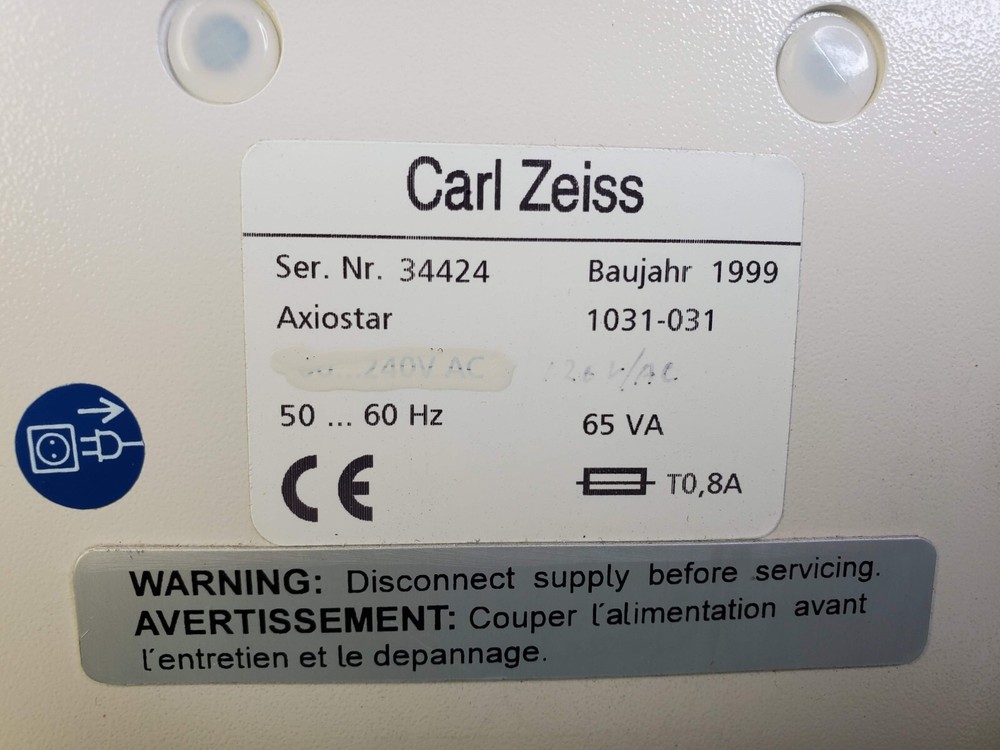 Carl Zeiss
Ser. Nr. 34424 Baujahr 1999
Axiostar 1031-031
240V AC
50 ... 60 Hz 65 VA
CE T0,8A
WARNING: Disconnect supply before servicing.
AVERTISSEMENT: Couper l´alimentation avant
l´entretien et le depannage.